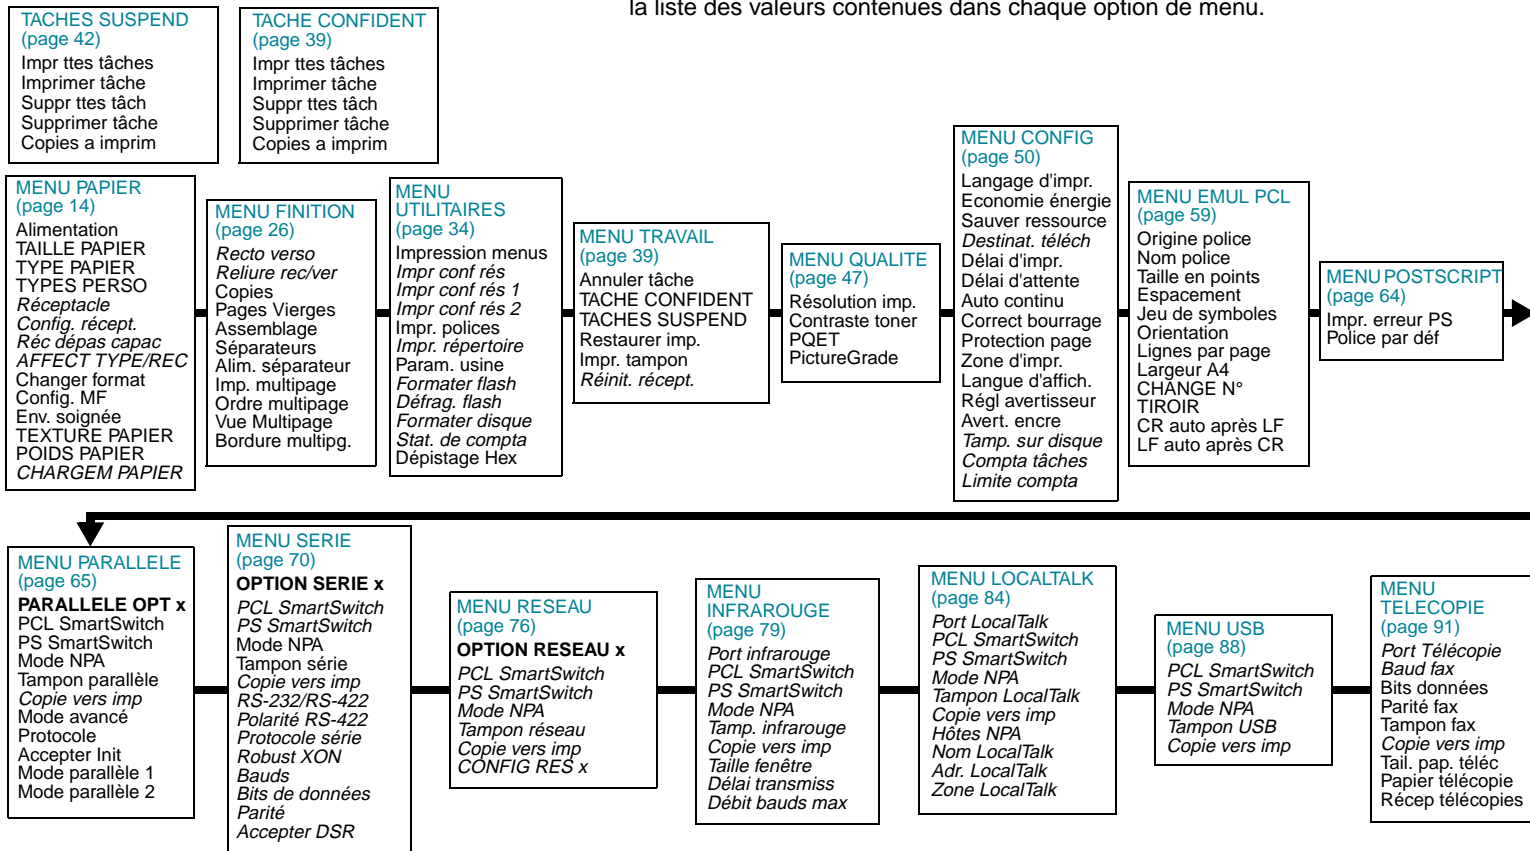 la liste des valeurs contenues dans chaque option de menu.
TACHES SUSPEND
(page 42)
Impr ttes tâches
Imprimer tâche
Suppr ttes tâch
Supprimer tâche
Copies a imprim
TACHE CONFIDENT
(page 39)
Impr ttes tâches
Imprimer tâche
Suppr ttes tâch
Supprimer tâche
Copies a imprim
MENU PAPIER
(page 14)
Alimentation
TAILLE PAPIER
TYPE PAPIER
TYPES PERSO
Réceptacle
Config. récept.
Réc dépas capac
AFFECT TYPE/REC
Changer format
Config. MF
Env. soignée
TEXTURE PAPIER
POIDS PAPIER
CHARGEM PAPIER
MENU FINITION
(page 26)
Recto verso
Reliure rec/ver
Copies
Pages Vierges
Assemblage
Séparateurs
Alim. séparateur
Imp. multipage
Ordre multipage
Vue Multipage
Bordure multipg.
MENU
UTILITAIRES
(page 34)
Impression menus
Impr conf rés
Impr conf rés 1
Impr conf rés 2
Impr. polices
Impr. répertoire
Param. usine
Formater flash
Défrag. flash
Formater disque
Stat. de compta
Dépistage Hex
MENU TRAVAIL
(page 39)
Annuler tâche
TACHE CONFIDENT
TACHES SUSPEND
Restaurer imp.
Impr. tampon
Réinit. récept.
MENU QUALITE
(page 47)
Résolution imp.
Contraste toner
PQET
PictureGrade
MENU CONFIG
(page 50)
Langage d'impr.
Economie énergie
Sauver ressource
Destinat. téléch
Délai d'impr.
Délai d'attente
Auto continu
Correct bourrage
Protection page
Zone d'impr.
Langue d'affich.
Régl avertisseur
Avert. encre
Tamp. sur disque
Compta tâches
Limite compta
MENU EMUL PCL
(page 59)
Origine police
Nom police
Taille en points
Espacement
Jeu de symboles
Orientation
Lignes par page
Largeur A4
CHANGE N°
TIROIR
CR auto après LF
LF auto après CR
MENU POSTSCRIPT
(page 64)
Impr. erreur PS
Police par déf
MENU PARALLELE
(page 65)
PARALLELE OPT x
PCL SmartSwitch
PS SmartSwitch
Mode NPA
Tampon parallèle
Copie vers imp
Mode avancé
Protocole
Accepter Init
Mode parallèle 1
Mode parallèle 2
MENU SERIE
(page 70)
OPTION SERIE x
PCL SmartSwitch
PS SmartSwitch
Mode NPA
Tampon série
Copie vers imp
RS-232/RS-422
Polarité RS-422
Protocole série
Robust XON
Bauds
Bits de données
Parité
Accepter DSR
MENU RESEAU
(page 76)
OPTION RESEAU x
PCL SmartSwitch
PS SmartSwitch
Mode NPA
Tampon réseau
Copie vers imp
CONFIG RES x
MENU
INFRAROUGE
(page 79)
Port infrarouge
PCL SmartSwitch
PS SmartSwitch
Mode NPA
Tamp. infrarouge
Copie vers imp
Taille fenêtre
Délai transmiss
Débit bauds max
MENU LOCALTALK
(page 84)
Port LocalTalk
PCL SmartSwitch
PS SmartSwitch
Mode NPA
Tampon LocalTalk
Copie vers imp
Hôtes NPA
Nom LocalTalk
Adr. LocalTalk
Zone LocalTalk
MENU USB
(page 88)
PCL SmartSwitch
PS SmartSwitch
Mode NPA
Tampon USB
Copie vers imp
MENU
TELECOPIE
(page 91)
Port Télécopie
Baud fax
Bits données
Parité fax
Tampon fax
Copie vers imp
Tail. pap. téléc
Papier télécopie
Récep télécopies